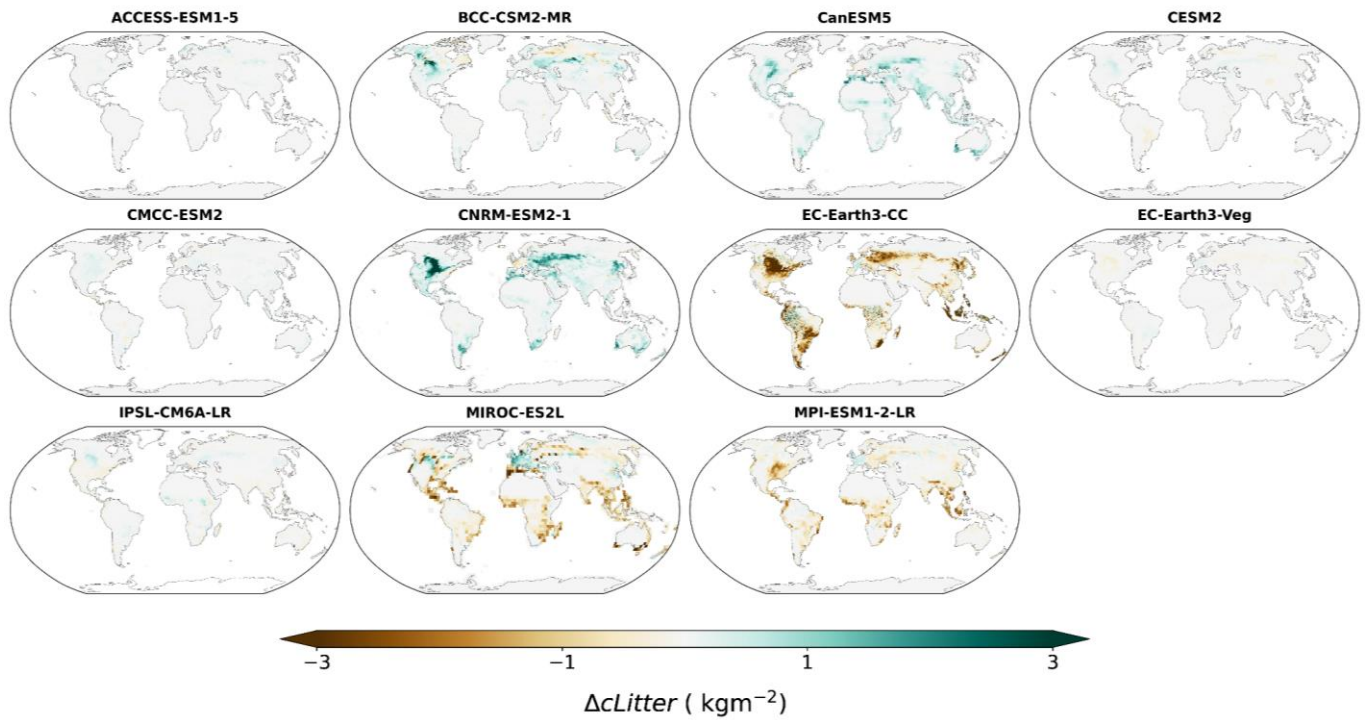 ACCESS-ESM1-5 BCC-CSM2-MR CanESM5 CESM2
CMCC-ESM2 CNRM-ESM2-1 EC-Earth3-CC EC-Earth3-Veg
IPSL-CM6A-LR MIROC-ES2L MPI-ESM1-2-LR
−3 −1 1 3
ΔcLitter ( kgm⁻²)